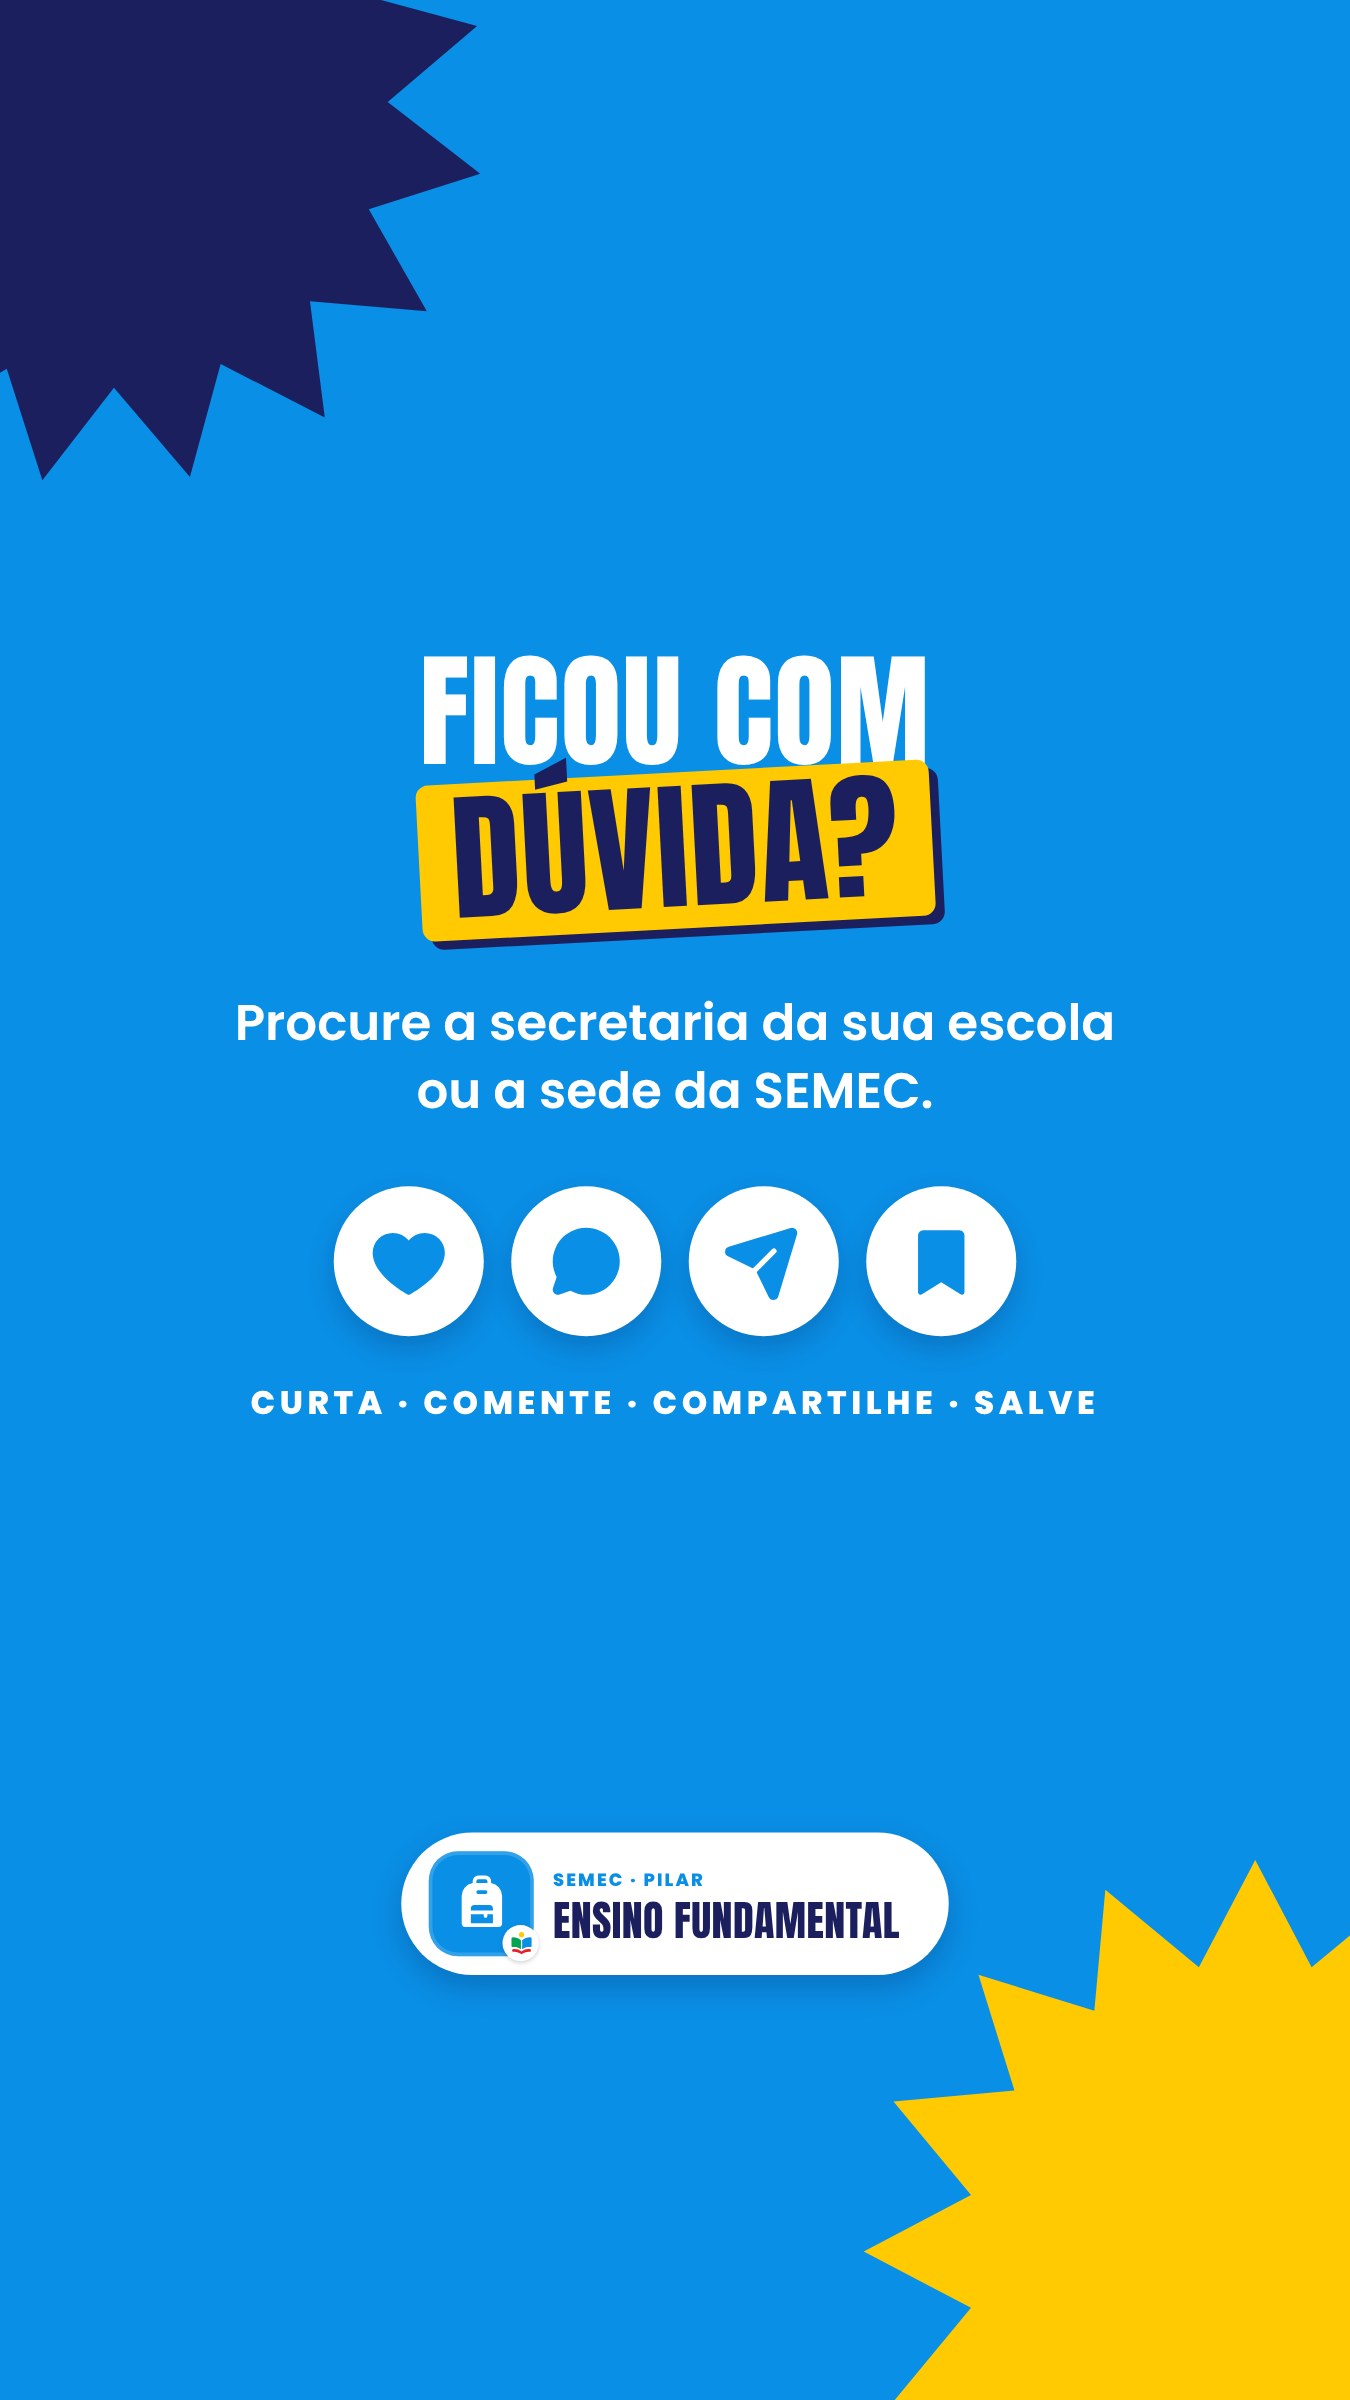 FICOU COM
DÚVIDA?
Procure a secretaria da sua escola
ou a sede da SEMEC.
CURTA · COMENTE · COMPARTILHE · SALVE
SEMEC · PILAR
ENSINO FUNDAMENTAL